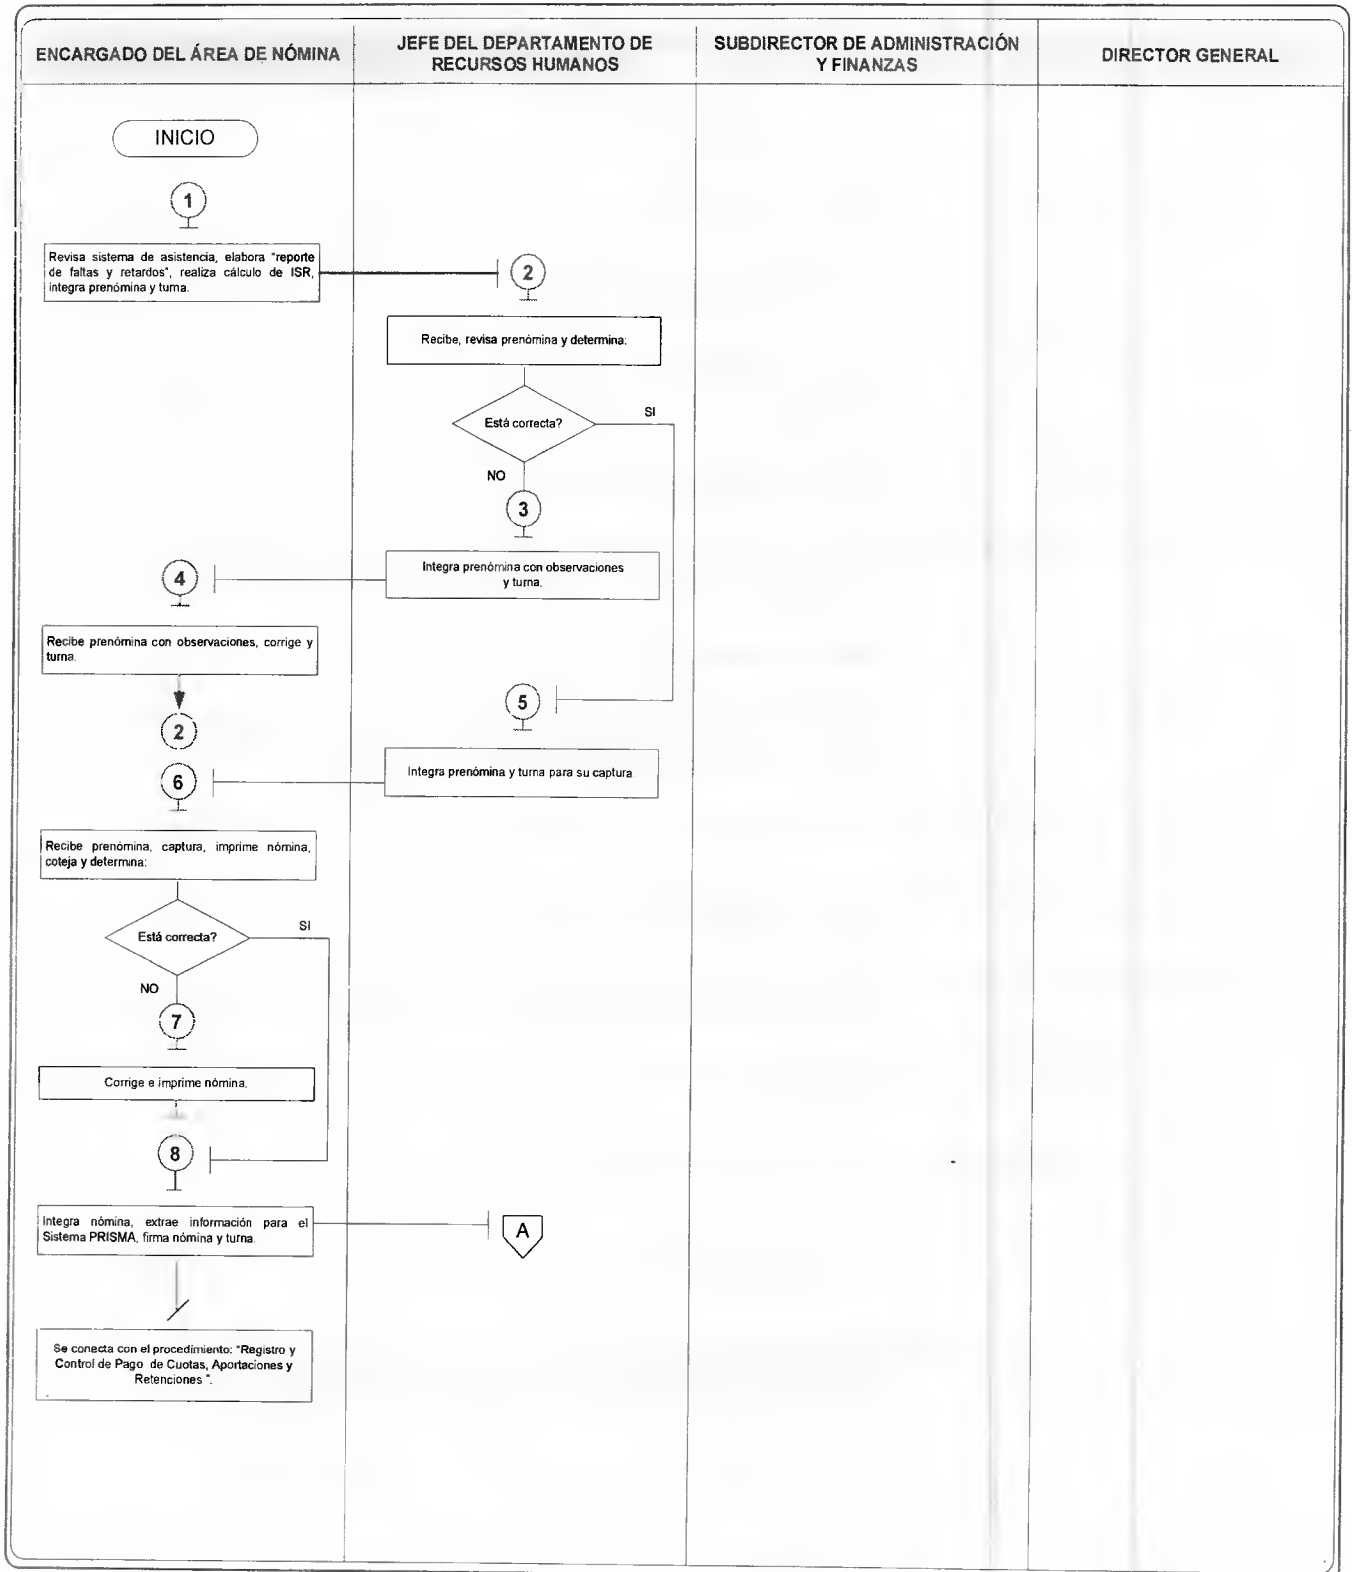 ENCARGADO DEL ÁREA DE NÓMINA
JEFE DEL DEPARTAMENTO DE
RECURSOS HUMANOS
SUBDIRECTOR DE ADMINISTRACIÓN
Y FINANZAS
DIRECTOR GENERAL
INICIO
1
Revisa sistema de asistencia, elabora "reporte
de faltas y retardos", realiza cálculo de ISR,
integra prenómina y turna.
2
Recibe, revisa prenómina y determina:
Está correcta?
SI
NO
3
Integra prenómina con observaciones
y turna.
4
Recibe prenómina con observaciones, corrige y
turna.
2
5
Integra prenómina y turna para su captura.
6
Recibe prenómina, captura, imprime nómina,
coteja y determina:
Está correcta?
SI
NO
7
Corrige e imprime nómina.
8
Integra nómina, extrae información para el
Sistema PRISMA, firma nómina y turna.
A
Se conecta con el procedimiento: "Registro y
Control de Pago de Cuotas, Aportaciones y
Retenciones ".